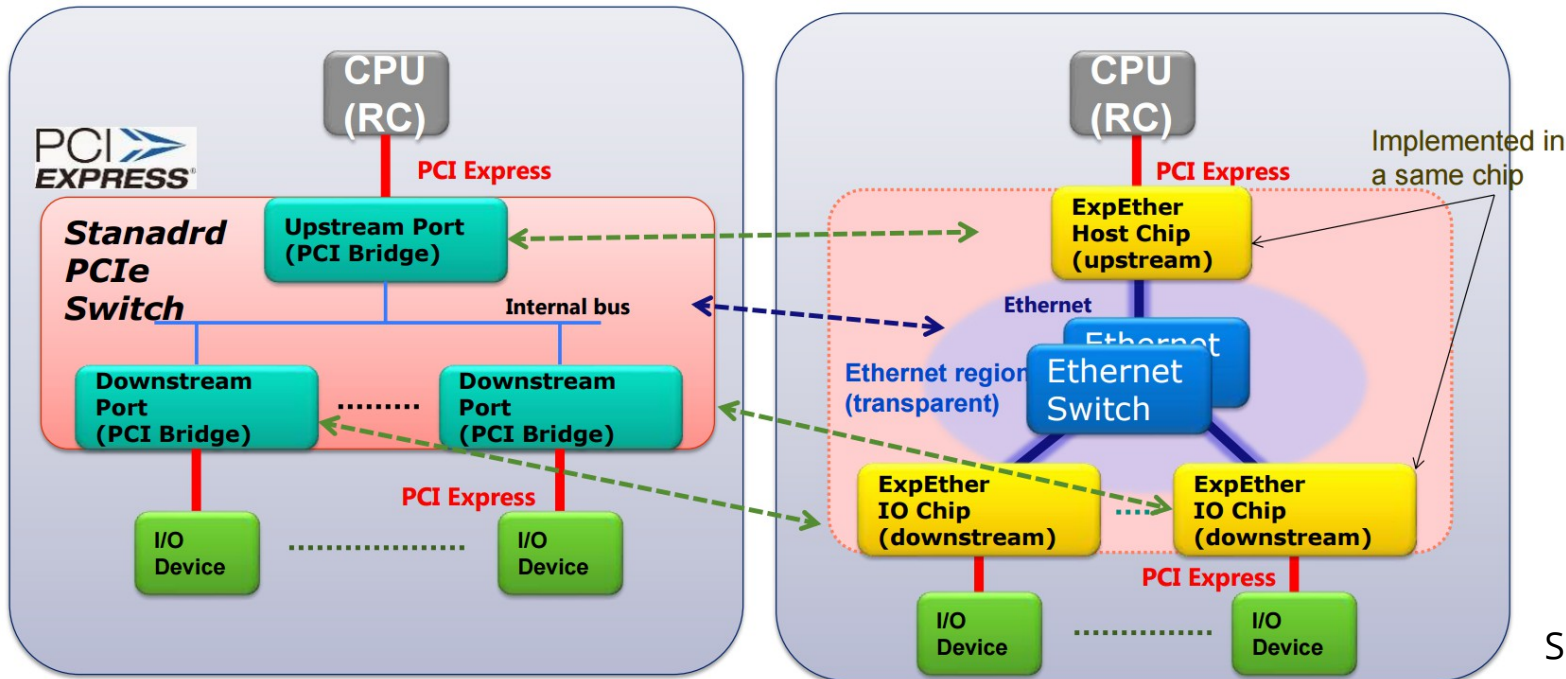 CPU
(RC)
PCI
EXPRESS®
PCI Express
Stanadrd
PCIe
Switch
Upstream Port
(PCI Bridge)
Internal bus
Downstream
Port
(PCI Bridge)
Downstream
Port
(PCI Bridge)
PCI Express
I/O
Device
I/O
Device
CPU
(RC)
PCI Express
Implemented in
a same chip
ExpEther
Host Chip
(upstream)
Ethernet
Ethernet
Ethernet region
(transparent)
Ethernet
Switch
ExpEther
IO Chip
(downstream)
ExpEther
IO Chip
(downstream)
PCI Express
I/O
Device
I/O
Device
S